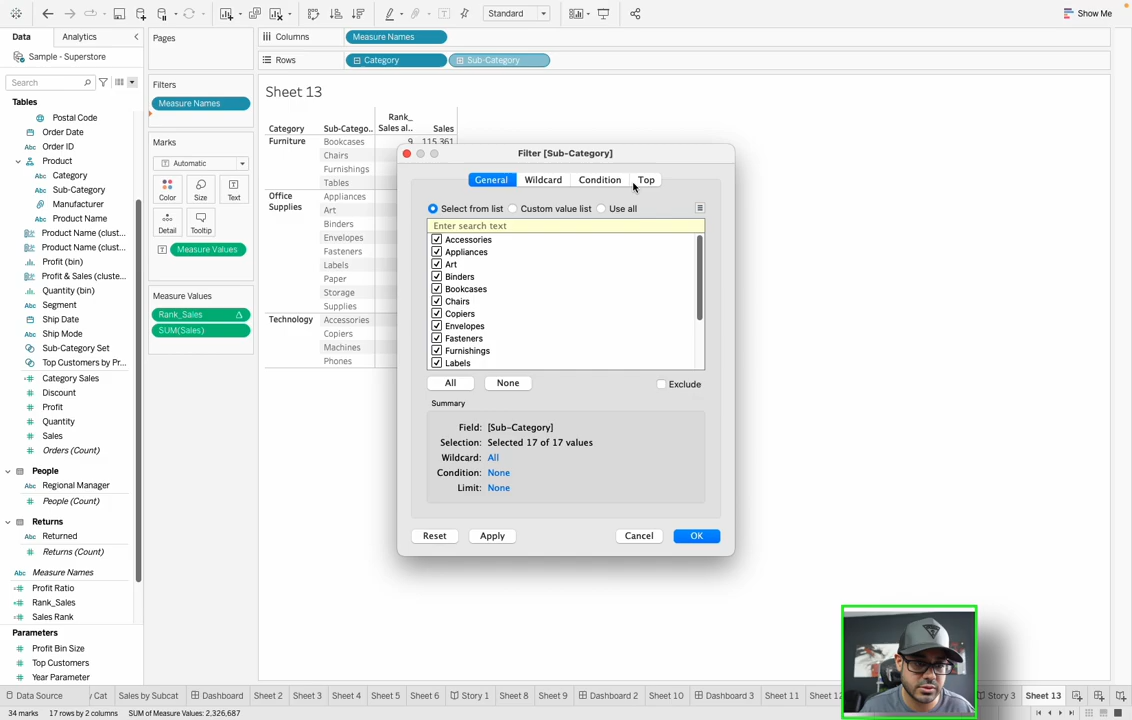 Standard
Show Me
Data
Analytics
Pages
Columns
Measure Names
Sample - Superstore
Rows
Category
Sub-Category
Search
Filters
Measure Names
Sheet 13
Tables
Postal Code
Order Date
Order ID
Product
Category
Sub-Category
Manufacturer
Product Name
Product Name (clust...
Product Name (clust...
Profit (bin)
Profit & Sales (cluste...
Quantity (bin)
Segment
Ship Date
Ship Mode
Sub-Category Set
Top Customers by Pr...
Category Sales
Discount
Profit
Quantity
Sales
Orders (Count)
People
Regional Manager
People (Count)
Returns
Returned
Returns (Count)
Measure Names
Profit Ratio
Rank_Sales
Sales Rank
Parameters
Profit Bin Size
Top Customers
Year Parameter
Marks
Automatic
Color
Size
Text
Detail
Tooltip
Measure Values
Measure Values
Rank_Sales
SUM(Sales)
Rank_
Category
Sub-Catego..
Sales al..
Sales
Furniture
Bookcases
9
115,361
Chairs
Furnishings
Tables
Office
Supplies
Appliances
Art
Binders
Envelopes
Fasteners
Labels
Paper
Storage
Supplies
Technology
Accessories
Copiers
Machines
Phones
Filter [Sub-Category]
General
Wildcard
Condition
Top
Select from list
Custom value list
Use all
Enter search text
Accessories
Appliances
Art
Binders
Bookcases
Chairs
Copiers
Envelopes
Fasteners
Furnishings
Labels
All
None
Exclude
Summary
Field: [Sub-Category]
Selection: Selected 17 of 17 values
Wildcard: All
Condition: None
Limit: None
Reset
Apply
Cancel
OK
Data Source
y Cat
Sales by Subcat
Dashboard
Sheet 2
Sheet 3
Sheet 4
Sheet 5
Sheet 6
Story 1
Sheet 8
Sheet 9
Dashboard 2
Sheet 10
Dashboard 3
Sheet 11
Sheet 12
Story 3
Sheet 13
34 marks
17 rows by 2 columns
SUM of Measure Values: 2,326,687